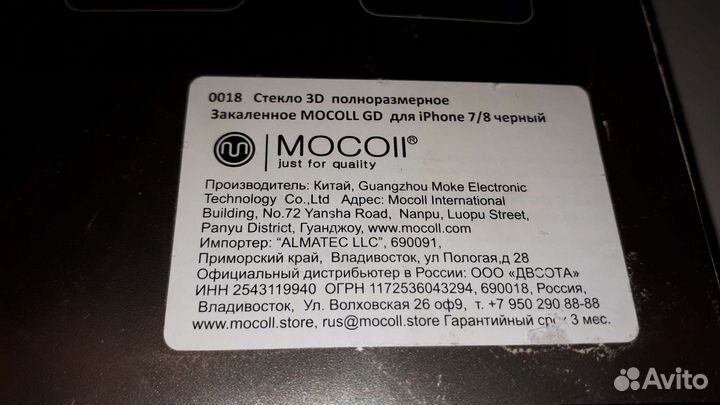 0018 Стекло 3D полноразмерное
Закаленное MOCOLL GD для iPhone 7/8 черный
MOCOll®
just for quality
Производитель: Китай, Guangzhou Moke Electronic
Technology Co.,Ltd Адрес: Mocoll International
Building, No.72 Yansha Road, Nanpu, Luopu Street,
Panyu District, Гуанджоу, www.mocoll.com
Импортер: "ALMATEC LLC", 690091,
Приморский край, Владивосток, ул Пологая,д 28
Официальный дистрибьютер в России: ООО «ДВСОТА»
ИНН 2543119940 ОГРН 1172536043294, 690018, Россия,
Владивосток, Ул. Волховская 26 оф9, т. +7 950 290 88-88
www.mocoll.store, rus@mocoll.store Гарантийный срок 3 мес.
Avito